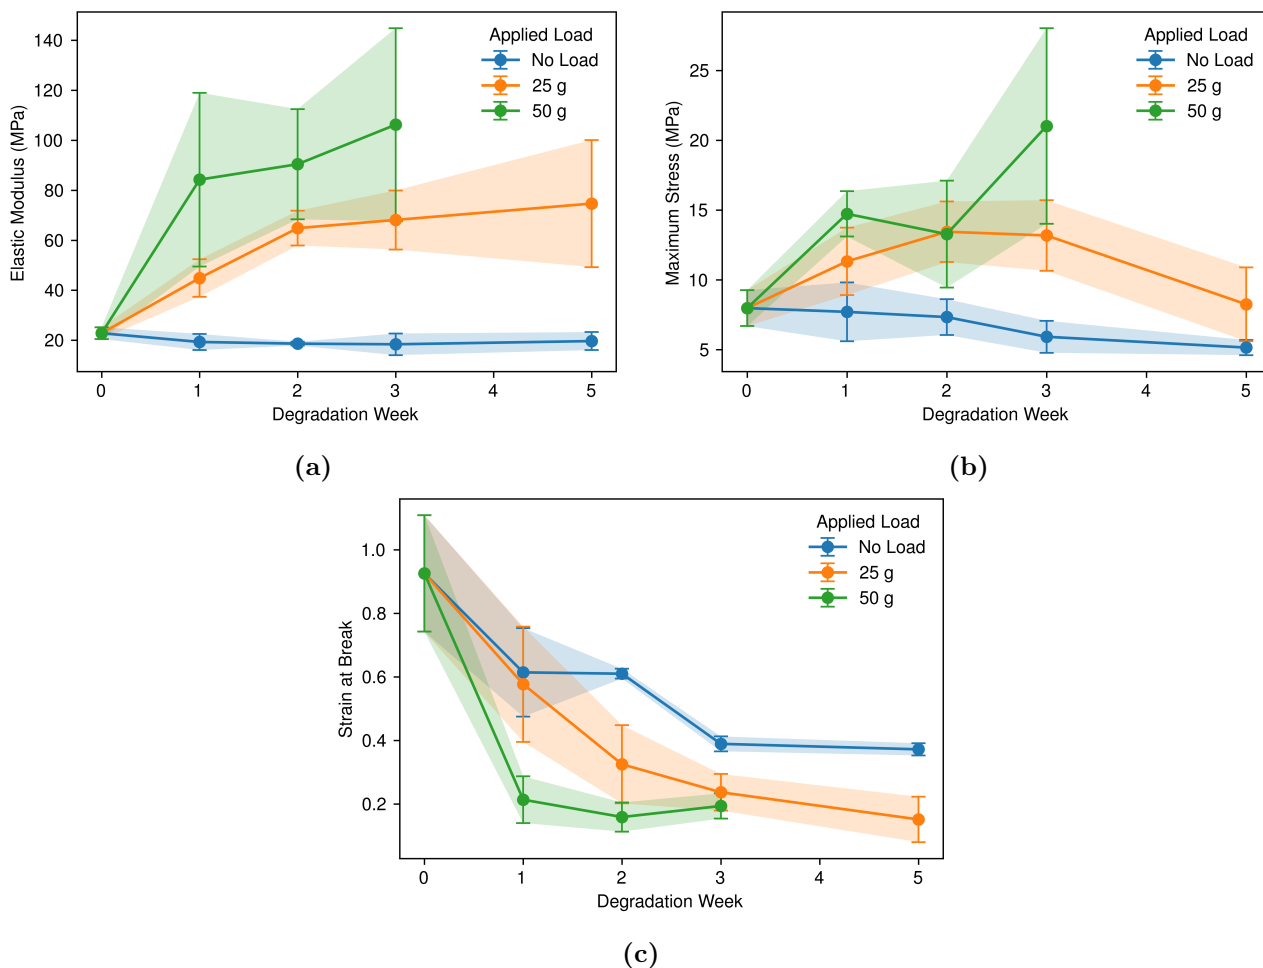 Elastic Modulus (MPa)
140
120
100
80
60
40
20
0 1 2 3 4 5
Degradation Week
Applied Load
No Load
25 g
50 g
(a)
Maximum Stress (MPa)
25
20
15
10
5
0 1 2 3 4 5
Degradation Week
Applied Load
No Load
25 g
50 g
(b)
Strain at Break
1.0
0.8
0.6
0.4
0.2
0 1 2 3 4 5
Degradation Week
Applied Load
No Load
25 g
50 g
(c)